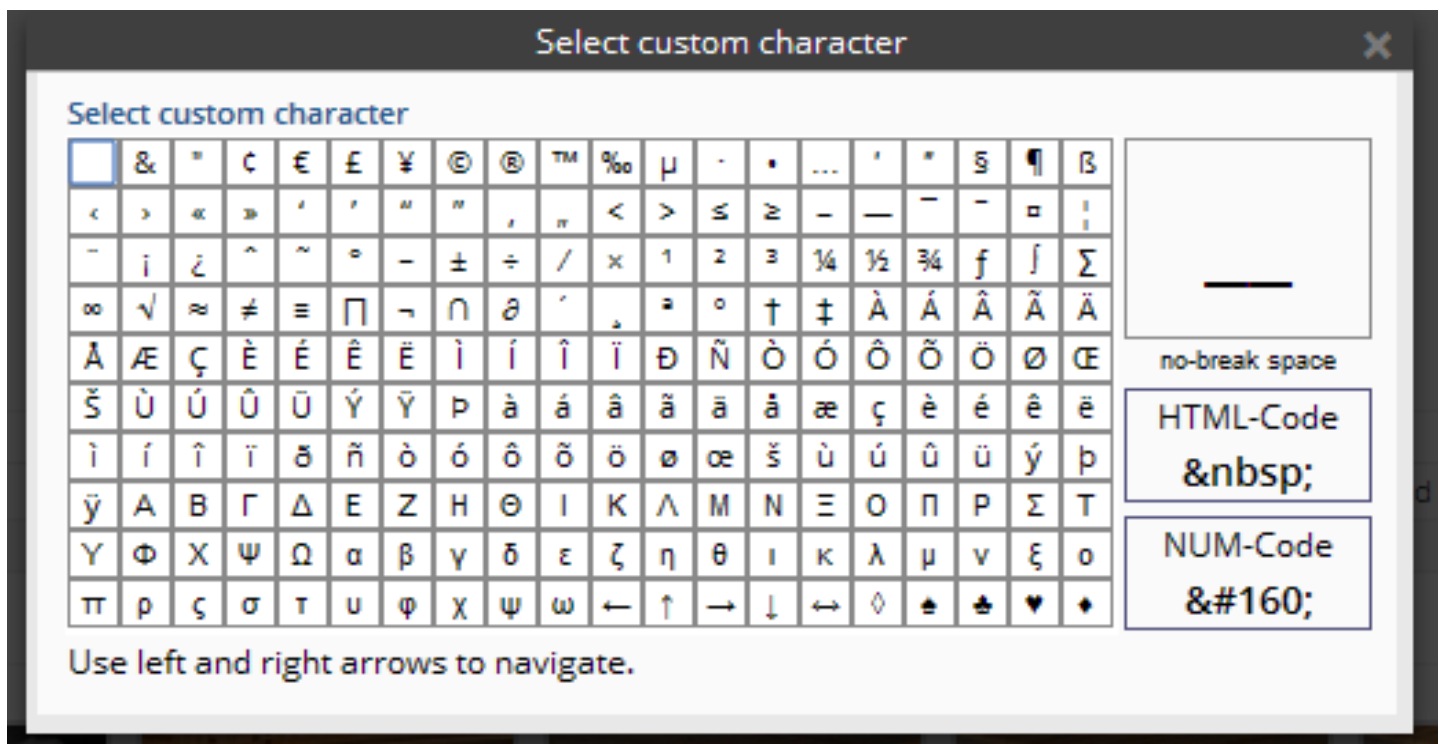 Select custom character
Select custom character
& " ¢ € £ ¥ © ® ™ ‰ µ · • … ′ ″ § ¶ ß
‹ › « » ‘ ’ “ ” ‚ „ < > ≤ ≥ – — ¯ ‾ ¤ ¦
¨ ¡ ¿ ˆ ˜ ° − ± ÷ ⁄ × ¹ ² ³ ¼ ½ ¾ ƒ ∫ ∑
∞ √ ≈ ≠ ≡ ∏ ¬ ∩ ∂ ´ ¸ ª º † ‡ À Á Â Ã Ä
Å Æ Ç È É Ê Ë Ì Í Î Ï Ð Ñ Ò Ó Ô Õ Ö Ø Œ
Š Ù Ú Û Ü Ý Ÿ Þ à á â ã ä å æ ç è é ê ë
ì í î ï ð ñ ò ó ô õ ö ø œ š ù ú û ü ý þ
ÿ Α Β Γ Δ Ε Ζ Η Θ Ι Κ Λ Μ Ν Ξ Ο Π Ρ Σ Τ
Υ Φ Χ Ψ Ω α β γ δ ε ζ η θ ι κ λ μ ν ξ ο
π ρ ς σ τ υ φ χ ψ ω ← ↑ → ↓ ↔ ◊ ♠ ♣ ♥ ♦
no-break space
HTML-Code
&nbsp;
NUM-Code
&#160;
Use left and right arrows to navigate.